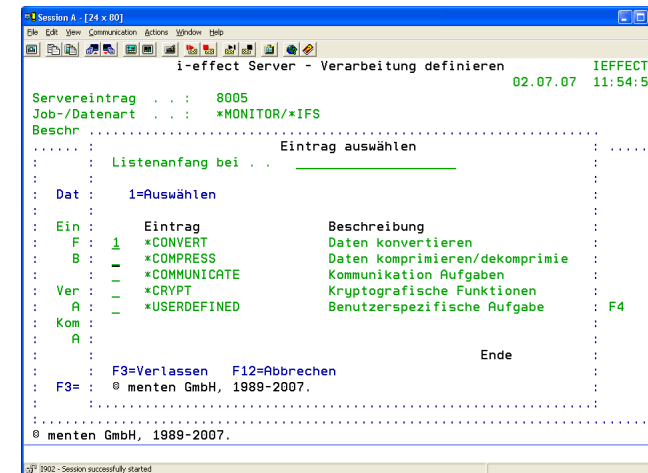 Session A - [24 x 80]
File Edit View Communication Actions Window Help
i-effect Server - Verarbeitung definieren IEFFECT
02.07.07 11:54:5
Servereintrag . . : 8005
Job-/Datenart . . : *MONITOR/*IFS
Beschr ...................................................................
...... : Eintrag auswählen : .....
: : Listenanfang bei . . ____________________ :
: : :
: Dat : 1=Auswählen :
: : :
: Ein : Eintrag Beschreibung :
: F : 1 *CONVERT Daten konvertieren :
: B : _ *COMPRESS Daten komprimieren/dekomprimie :
: : _ *COMMUNICATE Kommunikation Aufgaben :
: Ver : _ *CRYPT Kryptografische Funktionen :
: A : _ *USERDEFINED Benutzerspezifische Aufgabe : F4
: Kom : :
: A : :
: : Ende :
: : F3=Verlassen F12=Abbrechen :
: F3= : © menten GmbH, 1989-2007. :
: :.................................................................:
:................................................................................
© menten GmbH, 1989-2007.
I902 - Session successfully started